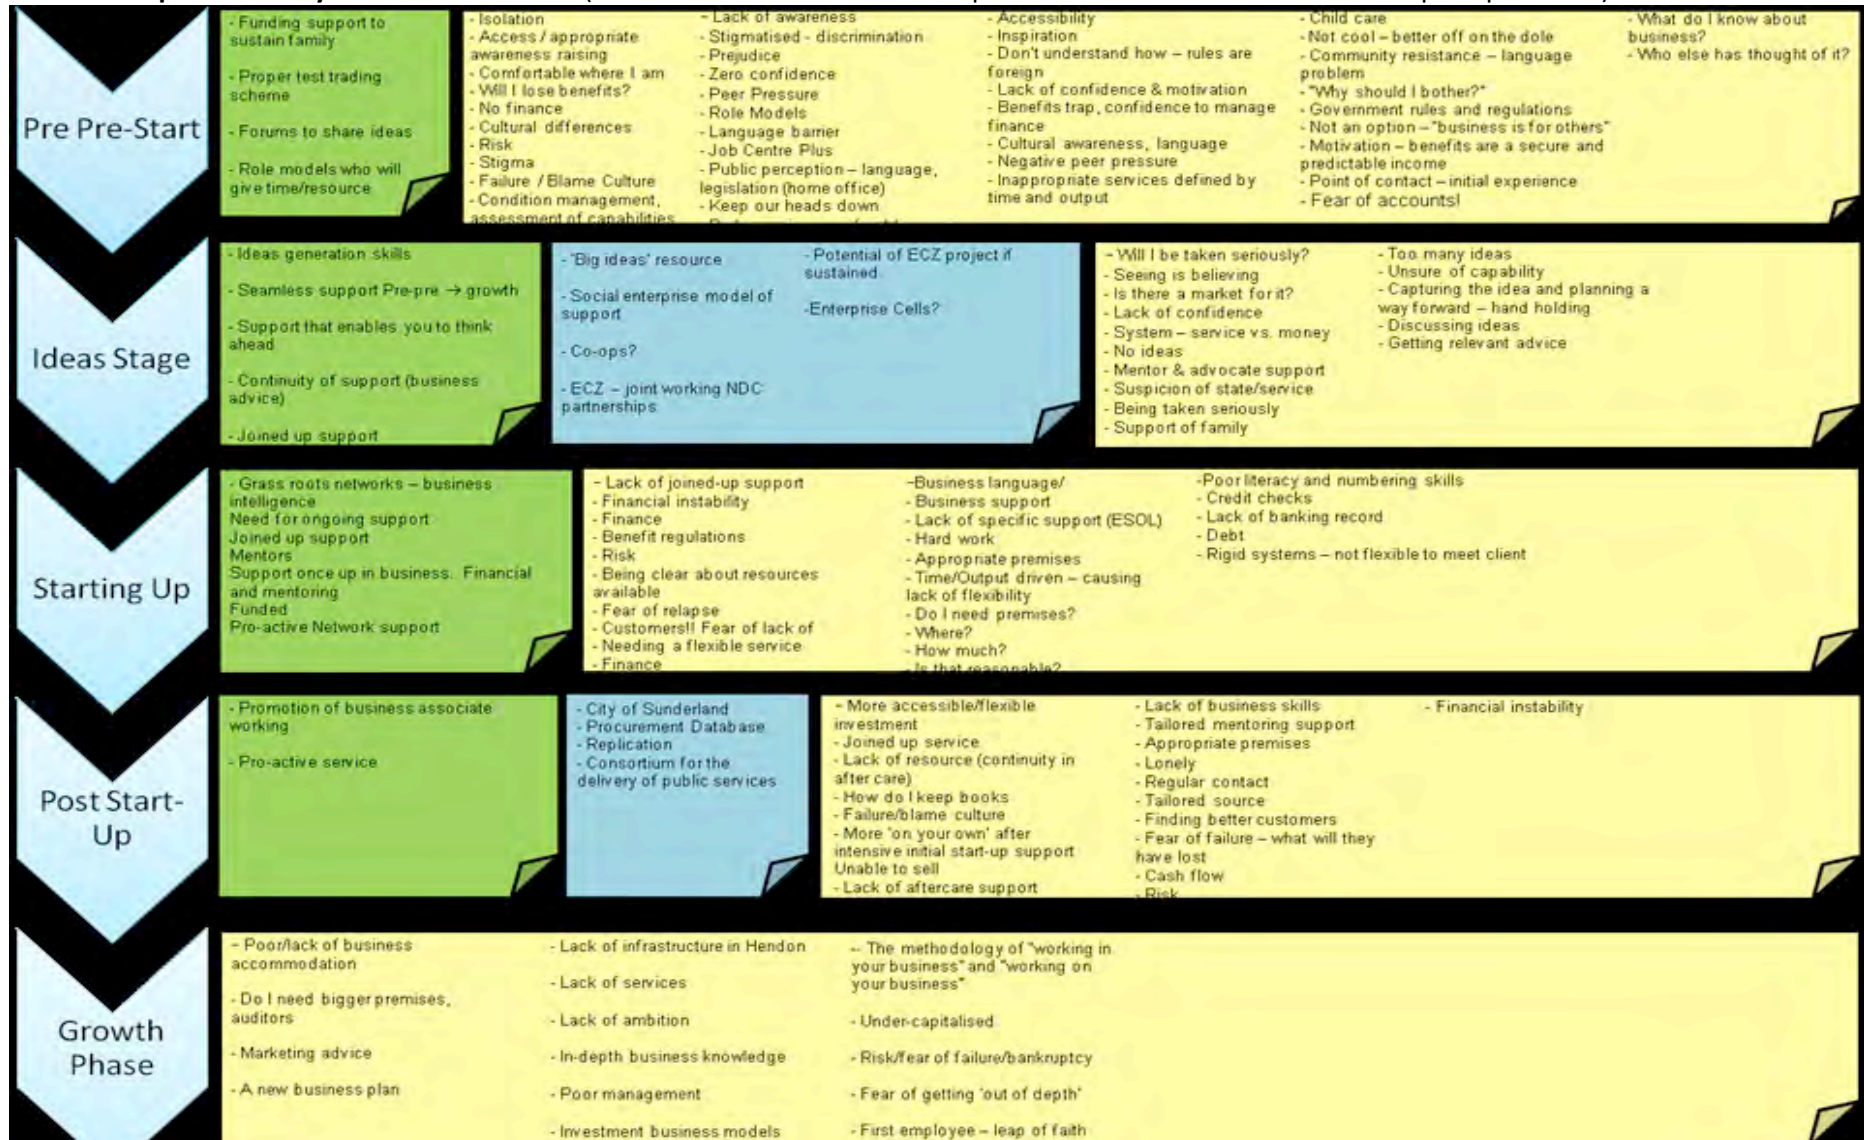 Pre Pre-Start
- Funding support to
sustain family
- Proper test trading
scheme
- Forums to share ideas
- Role models who will
give time/resource
- Isolation
- Access / appropriate
awareness raising
- Comfortable where I am
- Will I lose benefits?
- No finance
- Cultural differences
- Risk
- Stigma
- Failure / Blame Culture
- Condition management,
assessment of capabilities
- Lack of awareness
- Stigmatised - discrimination
- Prejudice
- Zero confidence
- Peer Pressure
- Role Models
- Language barrier
- Job Centre Plus
- Public perception – language,
legislation (home office)
- Keep our heads down
- Accessibility
- Inspiration
- Don't understand how – rules are
foreign
- Lack of confidence & motivation
- Benefits trap, confidence to manage
finance
- Cultural awareness, language
- Negative peer pressure
- Inappropriate services defined by
time and output
- Child care
- Not cool – better off on the dole
- Community resistance – language
problem
- "Why should I bother?"
- Government rules and regulations
- Not an option – "business is for others"
- Motivation – benefits are a secure and
predictable income
- Point of contact – initial experience
- Fear of accounts!
- What do I know about
business?
- Who else has thought of it?
Ideas Stage
- Ideas generation skills
- Seamless support Pre-pre → growth
- Support that enables you to think
ahead
- Continuity of support (business
advice)
- Joined up support
- 'Big ideas' resource
- Social enterprise model of
support
- Co-ops?
- ECZ – joint working NDC
partnerships
- Potential of ECZ project if
sustained
-Enterprise Cells?
- Will I be taken seriously?
- Seeing is believing
- Is there a market for it?
- Lack of confidence
- System – service vs. money
- No ideas
- Mentor & advocate support
- Suspicion of state/service
- Being taken seriously
- Support of family
- Too many ideas
- Unsure of capability
- Capturing the idea and planning a
way forward – hand holding
- Discussing ideas
- Getting relevant advice
Starting Up
- Grass roots networks – business
intelligence
Need for ongoing support
Joined up support
Mentors
Support once up in business. Financial
and mentoring
Funded
Pro-active Network support
- Lack of joined-up support
- Financial instability
- Finance
- Benefit regulations
- Risk
- Being clear about resources
available
- Fear of relapse
- Customers!! Fear of lack of
- Needing a flexible service
- Finance
-Business language/
- Business support
- Lack of specific support (ESOL)
- Hard work
- Appropriate premises
- Time/Output driven – causing
lack of flexibility
- Do I need premises?
- Where?
- How much?
- Is that reasonable?
-Poor literacy and numbering skills
- Credit checks
- Lack of banking record
- Debt
- Rigid systems – not flexible to meet client
Post Start-
Up
- Promotion of business associate
working
- Pro-active service
- City of Sunderland
- Procurement Database
- Replication
- Consortium for the
delivery of public services
- More accessible/flexible
investment
- Joined up service
- Lack of resource (continuity in
after care)
- How do I keep books
- Failure/blame culture
- More 'on your own' after
intensive initial start-up support
Unable to sell
- Lack of aftercare support
- Lack of business skills
- Tailored mentoring support
- Appropriate premises
- Lonely
- Regular contact
- Tailored source
- Finding better customers
- Fear of failure – what will they
have lost
- Cash flow
- Risk
- Financial instability
Growth
Phase
- Poor/lack of business
accommodation
- Do I need bigger premises,
auditors
- Marketing advice
- A new business plan
- Lack of infrastructure in Hendon
- Lack of services
- Lack of ambition
- In-depth business knowledge
- Poor management
- Investment business models
-- The methodology of "working in
your business" and "working on
your business"
- Under-capitalised
- Risk/fear of failure/bankruptcy
- Fear of getting 'out of depth'
- First employee – leap of faith